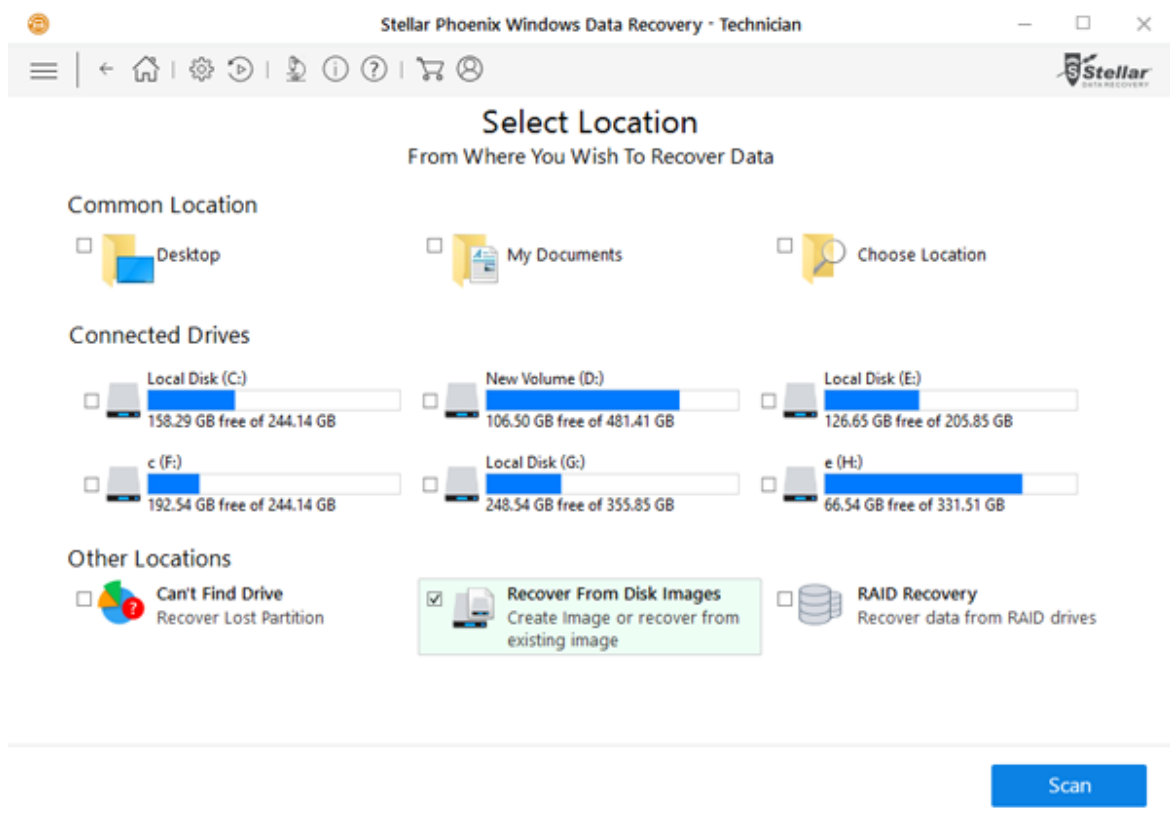 Stellar Phoenix Windows Data Recovery - Technician
Stellar
DATA RECOVERY
Select Location
From Where You Wish To Recover Data
Common Location
Desktop
My Documents
Choose Location
Connected Drives
Local Disk (C:)
158.29 GB free of 244.14 GB
New Volume (D:)
106.50 GB free of 481.41 GB
Local Disk (E:)
126.65 GB free of 205.85 GB
c (F:)
192.54 GB free of 244.14 GB
Local Disk (G:)
248.54 GB free of 355.85 GB
e (H:)
66.54 GB free of 331.51 GB
Other Locations
Can't Find Drive
Recover Lost Partition
Recover From Disk Images
Create Image or recover from
existing image
RAID Recovery
Recover data from RAID drives
Scan